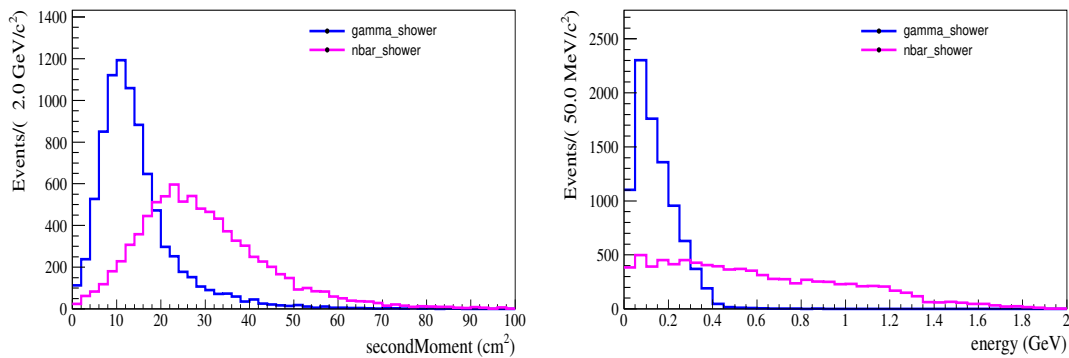 Events/( 2.0 GeV/c²)
1400
1200
1000
800
600
400
200
0
gamma_shower
nbar_shower
0 10 20 30 40 50 60 70 80 90 100
secondMoment (cm²)
Events/( 50.0 MeV/c²)
2500
2000
1500
1000
500
0
gamma_shower
nbar_shower
0 0.2 0.4 0.6 0.8 1 1.2 1.4 1.6 1.8 2
energy (GeV)